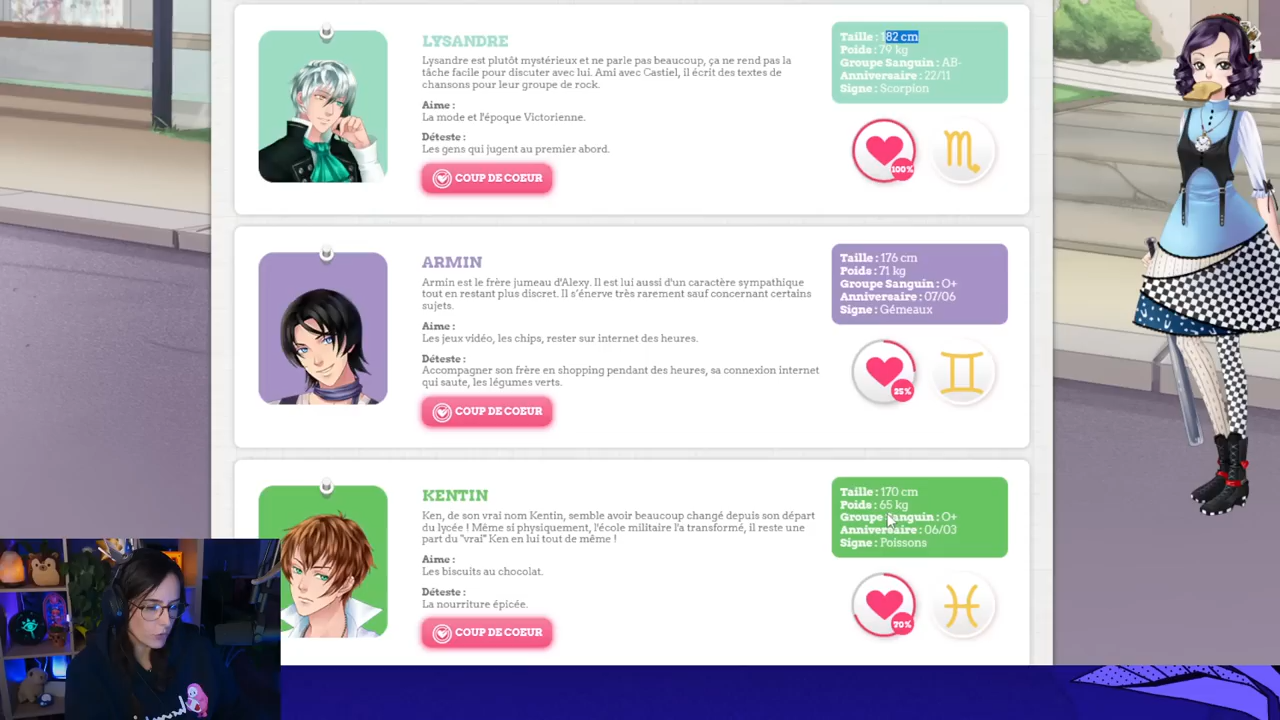 LYSANDRE
Lysandre est plutôt mystérieux et ne parle pas beaucoup, ça ne rend pas la
tâche facile pour discuter avec lui. Ami avec Castiel, il écrit des textes de
chansons pour leur groupe de rock.
Aime :
La mode et l'époque Victorienne.
Déteste :
Les gens qui jugent au premier abord.
COUP DE COEUR
Taille : 182 cm
Poids : 79 kg
Groupe Sanguin : AB-
Anniversaire : 22/11
Signe : Scorpion
100%
ARMIN
Armin est le frère jumeau d'Alexy. Il est lui aussi d'un caractère sympathique
tout en restant plus discret. Il s'énerve très rarement sauf concernant certains
sujets.
Aime :
Les jeux vidéo, les chips, rester sur internet des heures.
Déteste :
Accompagner son frère en shopping pendant des heures, sa connexion internet
qui saute, les légumes verts.
COUP DE COEUR
Taille : 176 cm
Poids : 71 kg
Groupe Sanguin : O+
Anniversaire : 07/06
Signe : Gémeaux
KENTIN
Ken, de son vrai nom Kentin, semble avoir beaucoup changé depuis son départ
du lycée ! Même si physiquement, l'école militaire l'a transformé, il reste une
part du "vrai" Ken en lui tout de même !
Aime :
Les biscuits au chocolat.
Déteste :
La nourriture épicée.
COUP DE COEUR
Taille : 170 cm
Poids : 65 kg
Groupe Sanguin : O+
Anniversaire : 06/03
Signe : Poissons
70%